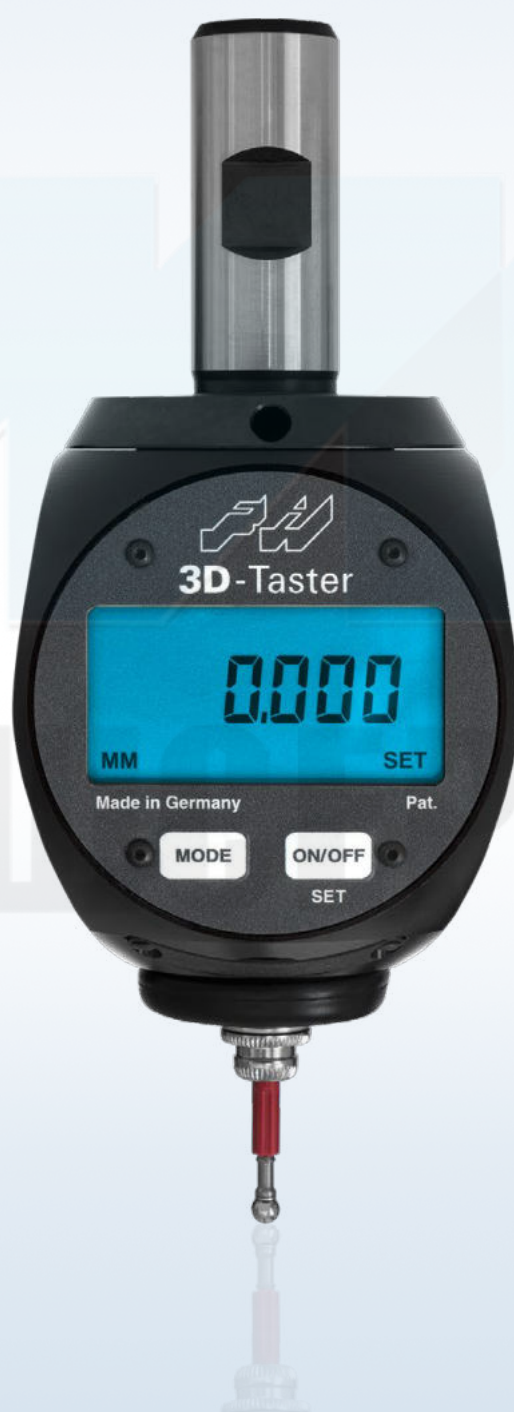 3D-Taster
0.000
MM SET
Made in Germany Pat.
MODE ON/OFF
SET